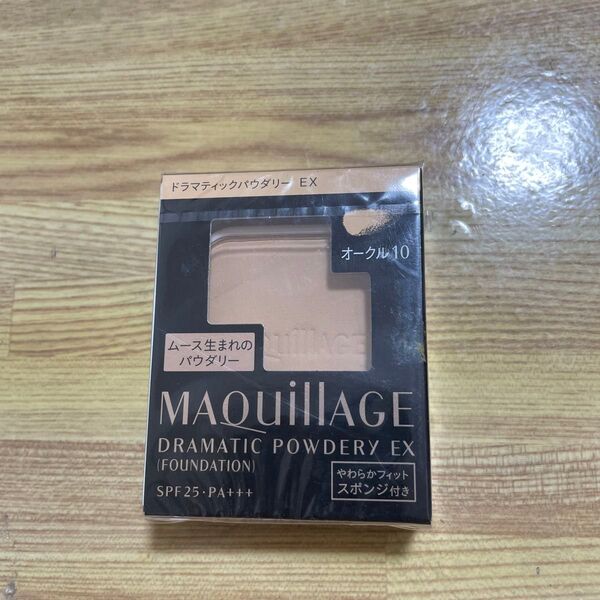 ドラマティックパウダリー EX
オークル10
ムース生まれの
パウダリー
MAQuillAGE
MAQuillAGE
DRAMATIC POWDERY EX
(FOUNDATION)
SPF25・PA+++
やわらかフィット
スポンジ付き